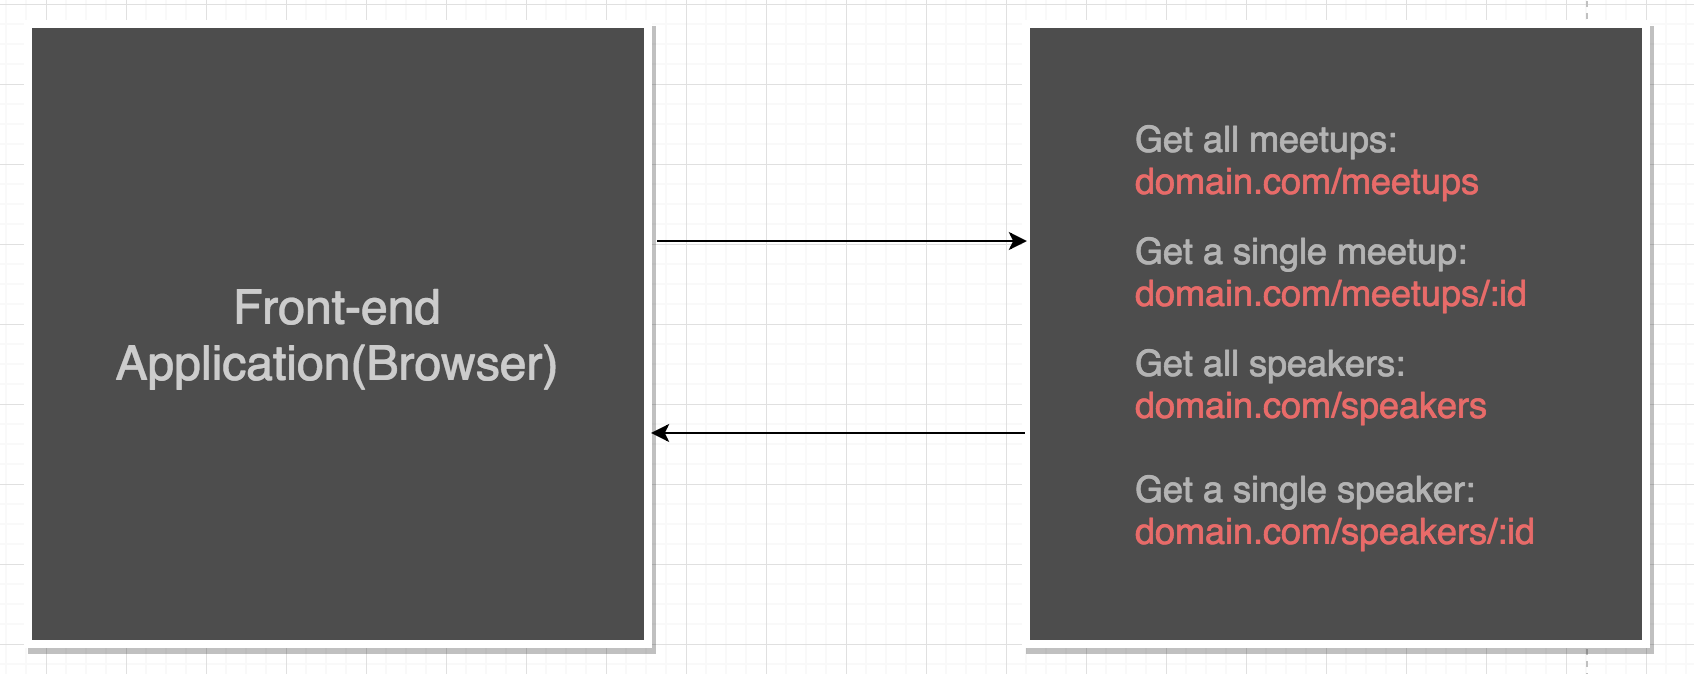 Front-end
Application(Browser)
Get all meetups:
domain.com/meetups
Get a single meetup:
domain.com/meetups/:id
Get all speakers:
domain.com/speakers
Get a single speaker:
domain.com/speakers/:id